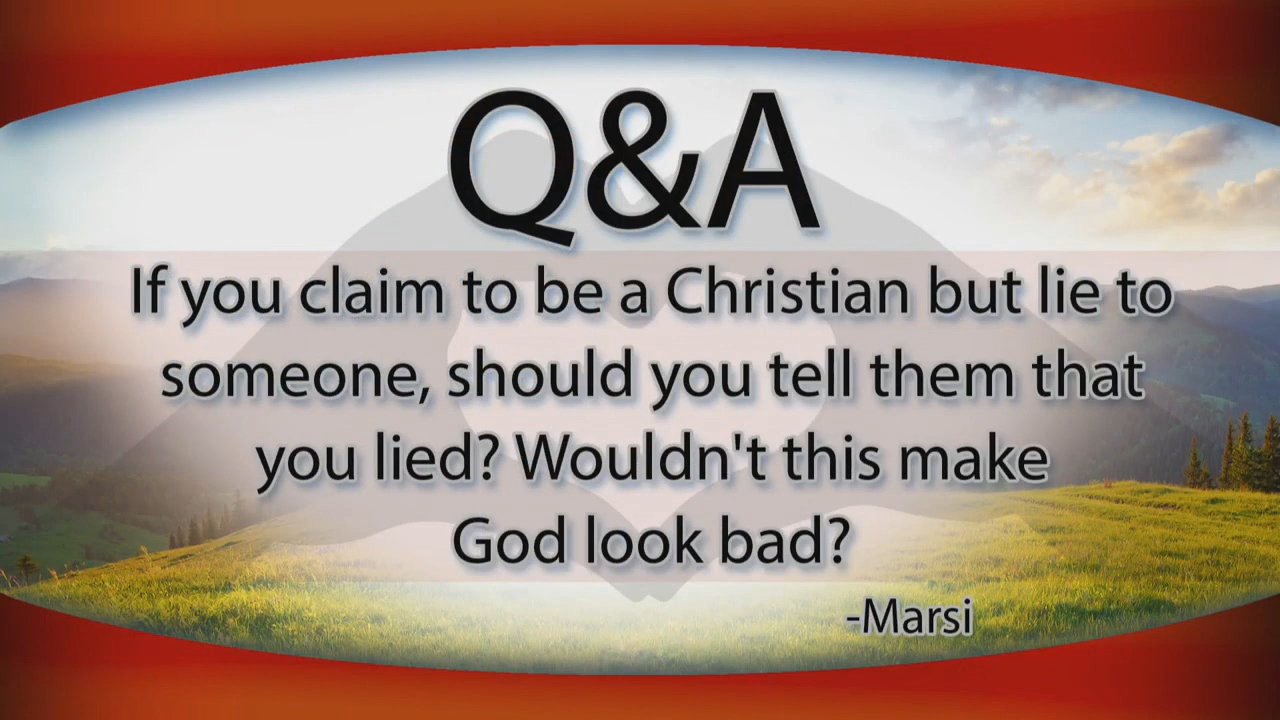 Q&A
If you claim to be a Christian but lie to
someone, should you tell them that
you lied? Wouldn't this make
God look bad?
-Marsi